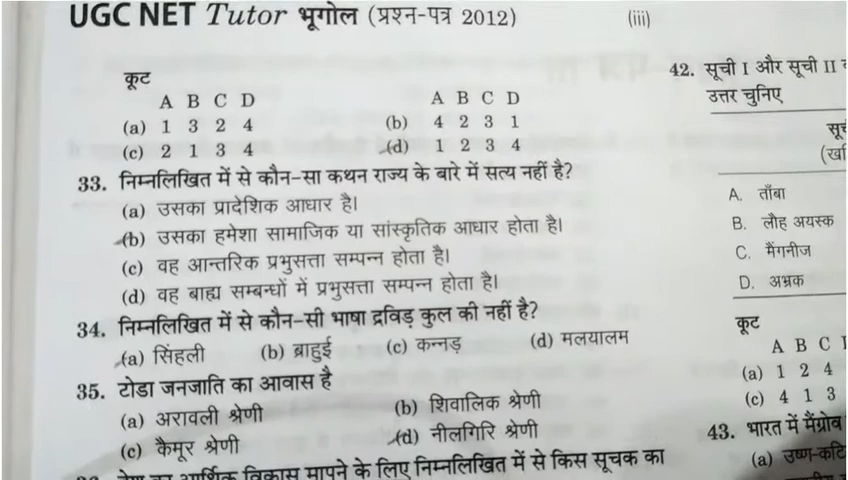 UGC NET Tutor भूगोल (प्रश्न-पत्र 2012) (iii)
कूट
A B C D A B C D
(a) 1 3 2 4 (b) 4 2 3 1
(c) 2 1 3 4 (d) 1 2 3 4
33. निम्नलिखित में से कौन-सा कथन राज्य के बारे में सत्य नहीं है?
(a) उसका प्रादेशिक आधार है।
(b) उसका हमेशा सामाजिक या सांस्कृतिक आधार होता है।
(c) वह आन्तरिक प्रभुसत्ता सम्पन्न होता है।
(d) वह बाह्य सम्बन्धों में प्रभुसत्ता सम्पन्न होता है।
34. निम्नलिखित में से कौन-सी भाषा द्रविड़ कुल की नहीं है?
(a) सिंहली (b) ब्राहुई (c) कन्नड़ (d) मलयालम
35. टोडा जनजाति का आवास है
(a) अरावली श्रेणी (b) शिवालिक श्रेणी
(c) कैमूर श्रेणी (d) नीलगिरि श्रेणी
आर्थिक विकास मापने के लिए निम्नलिखित में से किस सूचक का
42. सूची I और सूची II
उत्तर चुनिए
A. ताँबा
B. लौह अयस्क
C. मैंगनीज
D. अभ्रक
कूट
A B C
(a) 1 2 4
(c) 4 1 3
43. भारत में मैंग्रोव
(a) उष्ण-कटि